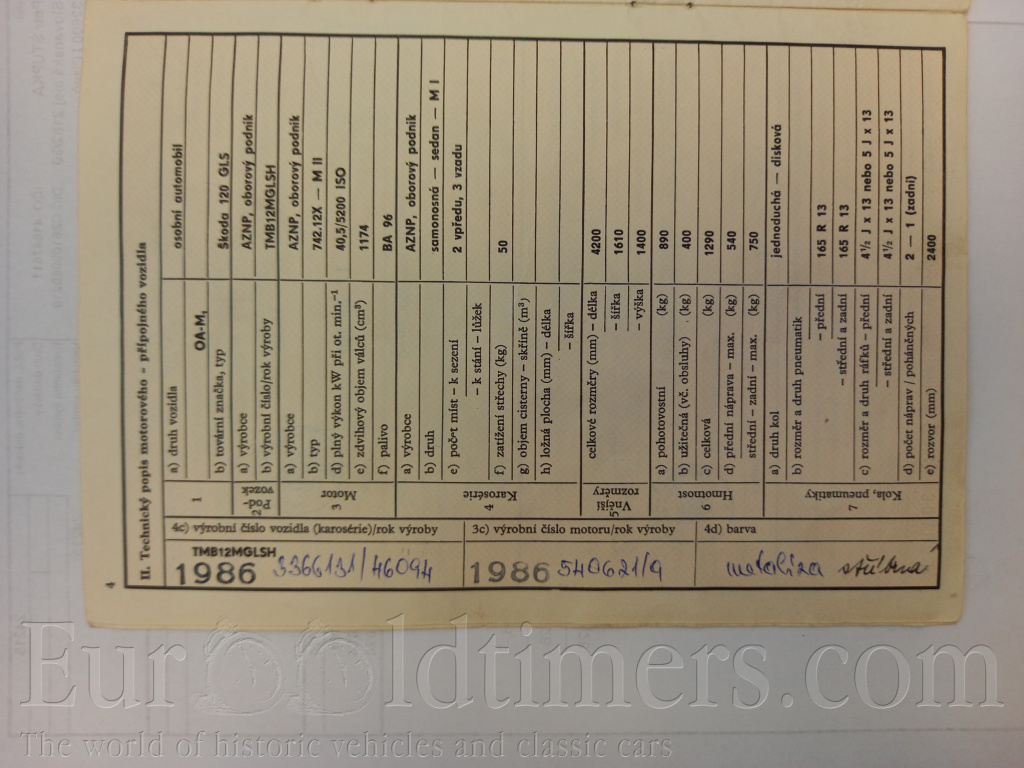 4
II. Technický popis motorového – přípojného vozidla
1
a) druh vozidla osobní automobil
OA-M1
b) tovární značka, typ Škoda 120 GLS
2 Pod-vozek
a) výrobce AZNP, oborový podnik
b) výrobní číslo/rok výroby TMB12MGLSH
3 Motor
a) výrobce AZNP, oborový podnik
b) typ 742.12X — M II
d) plný výkon kW při ot. min.⁻¹ 40,5/5200 ISO
e) zdvihový objem válců (cm³) 1174
f) palivo BA 96
4 Karosérie
a) výrobce AZNP, oborový podnik
b) druh samonosná — sedan — M I
c) počet míst – k sezení 2 vpředu, 3 vzadu
– k stání – lůžek
f) zatížení střechy (kg) 50
g) objem cisterny – skříně (m³)
h) ložná plocha (mm) – délka
– šířka
5 Vnější rozměry
celkové rozměry (mm) – délka 4200
– šířka 1610
– výška 1400
6 Hmotnost
a) pohotovostní (kg) 890
b) užitečná (vč. obsluhy) (kg) 400
c) celková (kg) 1290
d) přední náprava – max. (kg) 540
střední – zadní – max. (kg) 750
7 Kola, pneumatiky
a) druh kol jednoduchá — disková
b) rozměr a druh pneumatik
– přední 165 R 13
– střední a zadní 165 R 13
c) rozměr a druh ráfků – přední 4½ J x 13 nebo 5 J x 13
– střední a zadní 4½ J x 13 nebo 5 J x 13
d) počet náprav / poháněných 2 — 1 (zadní)
e) rozvor (mm) 2400
4c) výrobní číslo vozidla (karosérie)/rok výroby
TMB12MGLSH
1986 3366131/46094
3c) výrobní číslo motoru/rok výroby
1986 540621/9
4d) barva
metalíza stříbrná
EurOOldtimers.com
The world of historic vehicles and classic cars